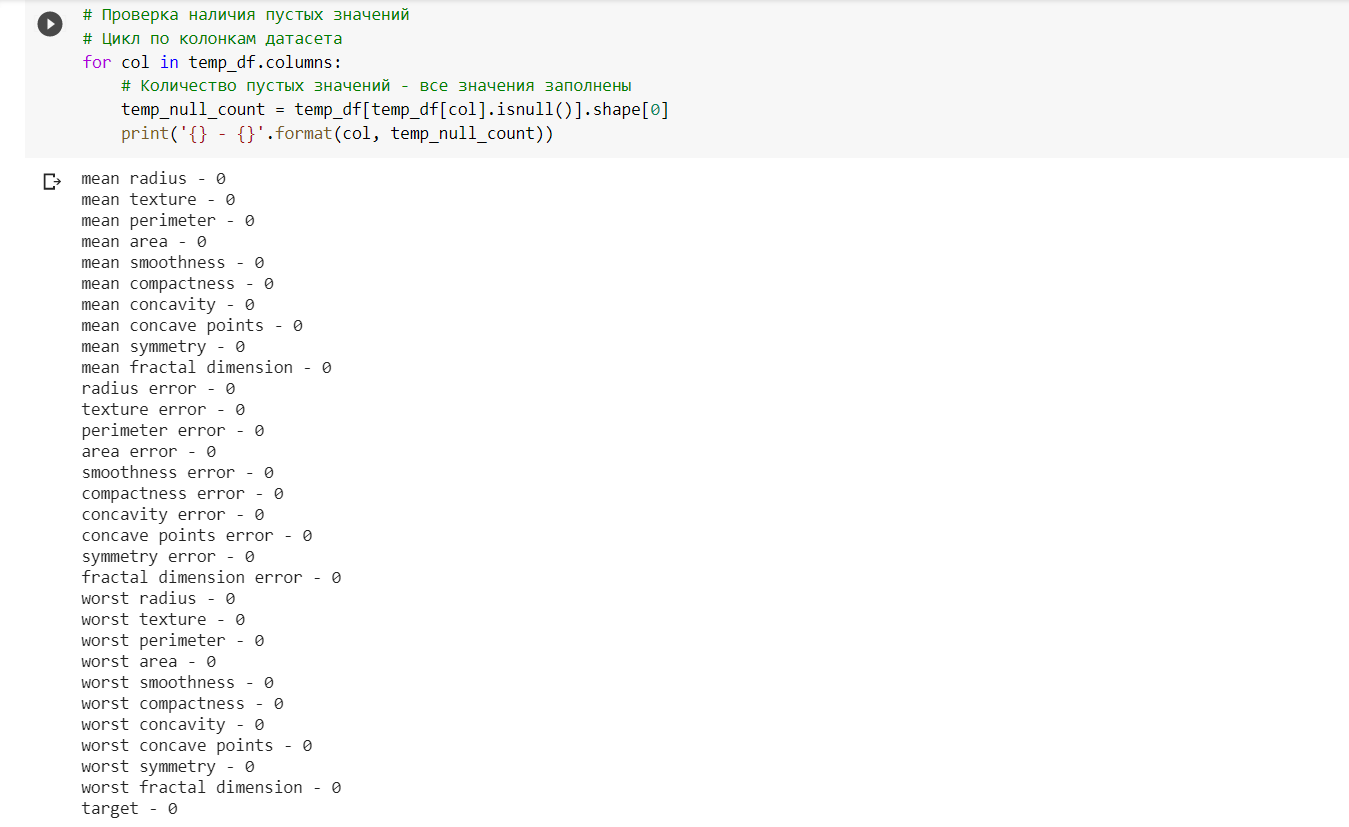 # Проверка наличия пустых значений
# Цикл по колонкам датасета
for col in temp_df.columns:
    # Количество пустых значений - все значения заполнены
    temp_null_count = temp_df[temp_df[col].isnull()].shape[0]
    print('{} - {}'.format(col, temp_null_count))
mean radius - 0
mean texture - 0
mean perimeter - 0
mean area - 0
mean smoothness - 0
mean compactness - 0
mean concavity - 0
mean concave points - 0
mean symmetry - 0
mean fractal dimension - 0
radius error - 0
texture error - 0
perimeter error - 0
area error - 0
smoothness error - 0
compactness error - 0
concavity error - 0
concave points error - 0
symmetry error - 0
fractal dimension error - 0
worst radius - 0
worst texture - 0
worst perimeter - 0
worst area - 0
worst smoothness - 0
worst compactness - 0
worst concavity - 0
worst concave points - 0
worst symmetry - 0
worst fractal dimension - 0
target - 0